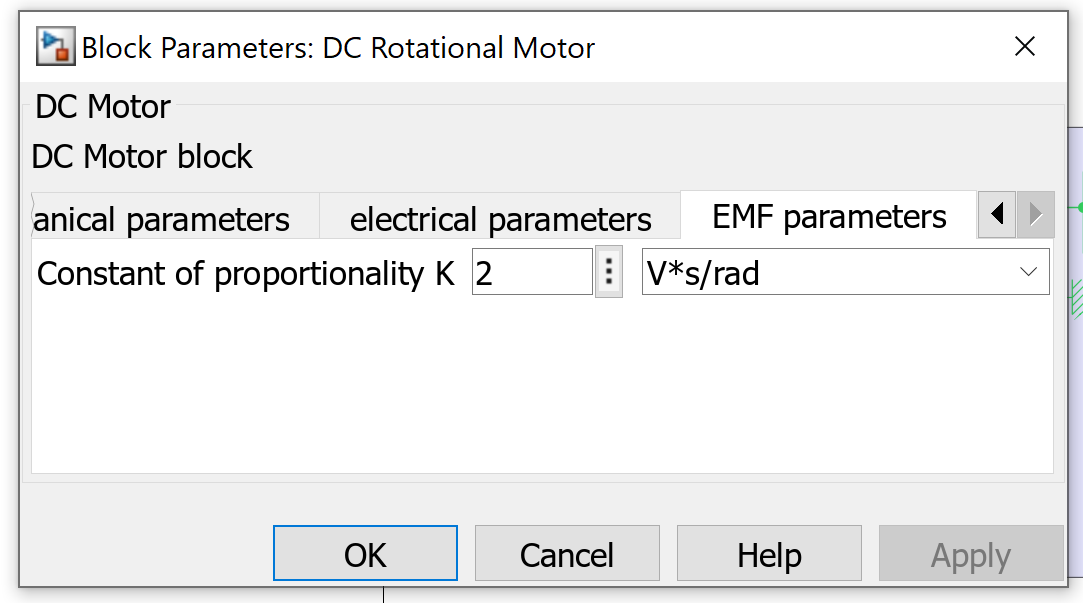 Block Parameters: DC Rotational Motor
DC Motor
DC Motor block
anical parameters electrical parameters EMF parameters
Constant of proportionality K 2 V*s/rad
OK Cancel Help Apply